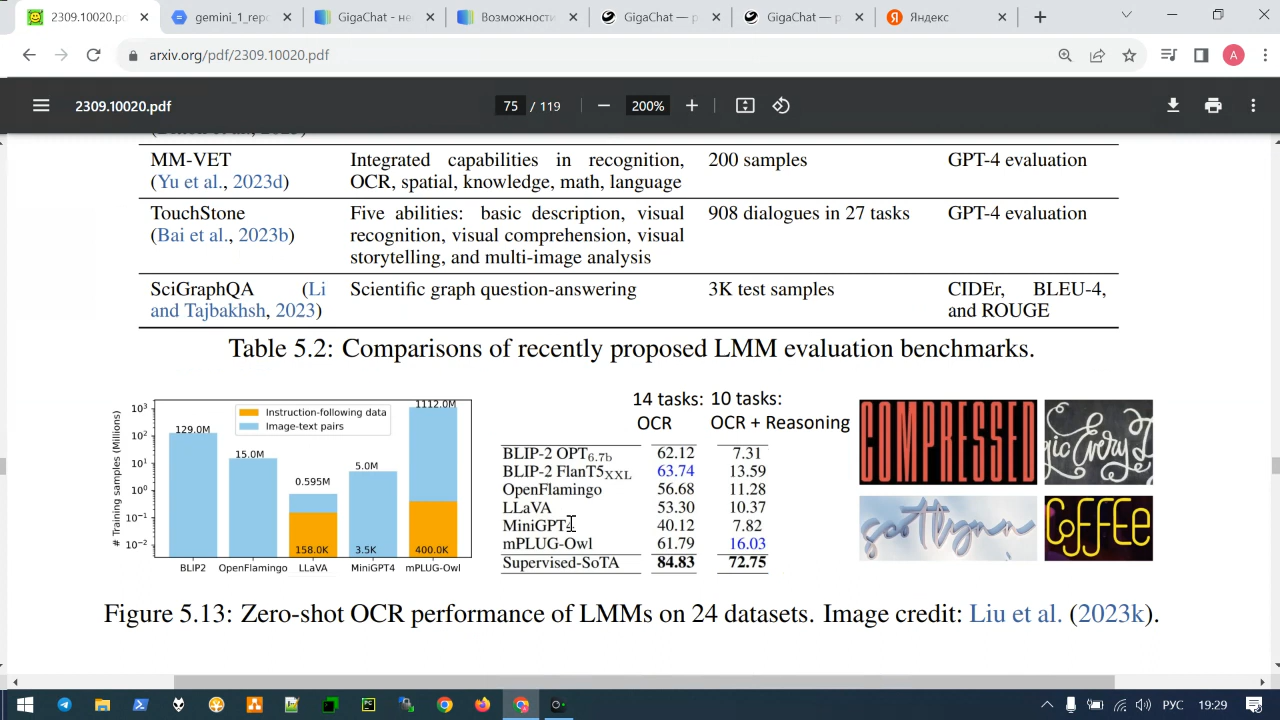 2309.10020.pdf
gemini_1_repo
GigaChat - не
Возможности
GigaChat — р
GigaChat — р
Яндекс
arxiv.org/pdf/2309.10020.pdf
A
2309.10020.pdf
75 / 119
200%
MM-VET Integrated capabilities in recognition, 200 samples GPT-4 evaluation
(Yu et al., 2023d) OCR, spatial, knowledge, math, language
TouchStone Five abilities: basic description, visual 908 dialogues in 27 tasks GPT-4 evaluation
(Bai et al., 2023b) recognition, visual comprehension, visual
storytelling, and multi-image analysis
SciGraphQA (Li Scientific graph question-answering 3K test samples CIDEr, BLEU-4,
and Tajbakhsh, 2023) and ROUGE
Table 5.2: Comparisons of recently proposed LMM evaluation benchmarks.
# Training samples (Millions)
10³
10²
10¹
10⁰
10⁻¹
10⁻²
Instruction-following data
Image-text pairs
129.0M
15.0M
0.595M
5.0M
1112.0M
158.0K
3.5K
400.0K
BLIP2 OpenFlamingo LLaVA MiniGPT4 mPLUG-Owl
14 tasks: 10 tasks:
OCR OCR + Reasoning
BLIP-2 OPT6.7b 62.12 7.31
BLIP-2 FlanT5XXL 63.74 13.59
OpenFlamingo 56.68 11.28
LLaVA 53.30 10.37
MiniGPT4 40.12 7.82
mPLUG-Owl 61.79 16.03
Supervised-SoTA 84.83 72.75
COMPRESSED
gic Every D
scottlynn
COFFEE
Figure 5.13: Zero-shot OCR performance of LMMs on 24 datasets. Image credit: Liu et al. (2023k).
РУС
19:29